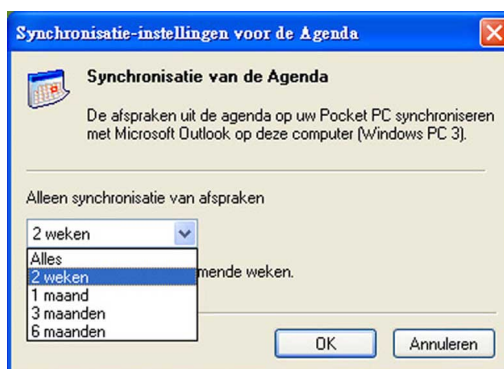 Synchronisatie-instellingen voor de Agenda
Synchronisatie van de Agenda
De afspraken uit de agenda op uw Pocket PC synchroniseren
met Microsoft Outlook op deze computer (Windows PC 3).
Alleen synchronisatie van afspraken
2 weken
Alles
2 weken
mende weken.
1 maand
3 maanden
6 maanden
OK
Annuleren